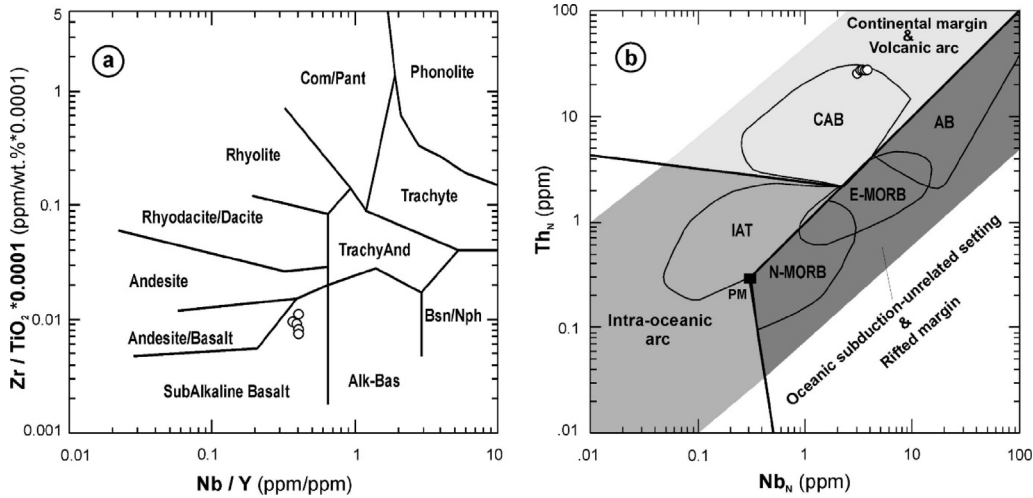 a
5
1
0.1
0.01
0.001
Zr / TiO2 *0.0001 (ppm/wt.%*0.0001)
Com/Pant
Phonolite
Rhyolite
Trachyte
Rhyodacite/Dacite
TrachyAnd
Andesite
Andesite/Basalt
Bsn/Nph
SubAlkaline Basalt
Alk-Bas
0.01
0.1
1
10
Nb / Y (ppm/ppm)
b
100
10
1
0.1
.01
ThN (ppm)
Continental margin
&
Volcanic arc
CAB
AB
E-MORB
IAT
N-MORB
PM
Intra-oceanic
arc
Oceanic subduction-unrelated setting
&
Rifted margin
.01
0.1
1
10
100
NbN (ppm)